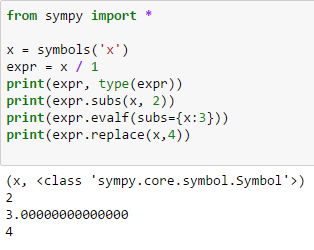 from sympy import *
x = symbols('x')
expr = x / 1
print(expr, type(expr))
print(expr.subs(x, 2))
print(expr.evalf(subs={x:3}))
print(expr.replace(x,4))
(x, <class 'sympy.core.symbol.Symbol'>)
2
3.00000000000000
4